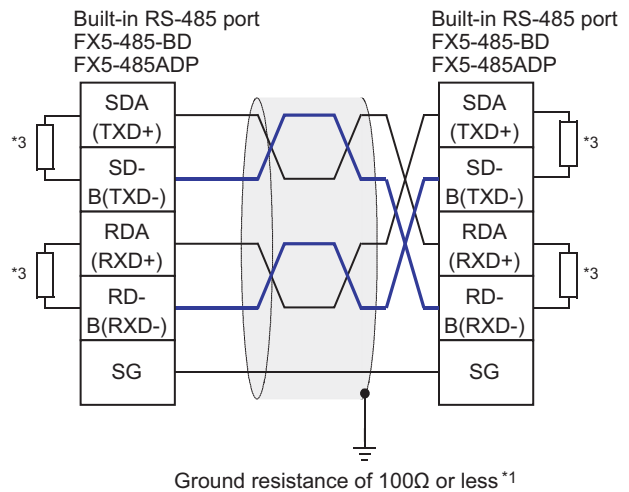 Built-in RS-485 port
FX5-485-BD
FX5-485ADP
Built-in RS-485 port
FX5-485-BD
FX5-485ADP
*3
*3
SDA
(TXD+)
SD-
B(TXD-)
RDA
(RXD+)
RD-
B(RXD-)
SG
SDA
(TXD+)
SD-
B(TXD-)
RDA
(RXD+)
RD-
B(RXD-)
SG
*3
*3
Ground resistance of 100Ω or less *1